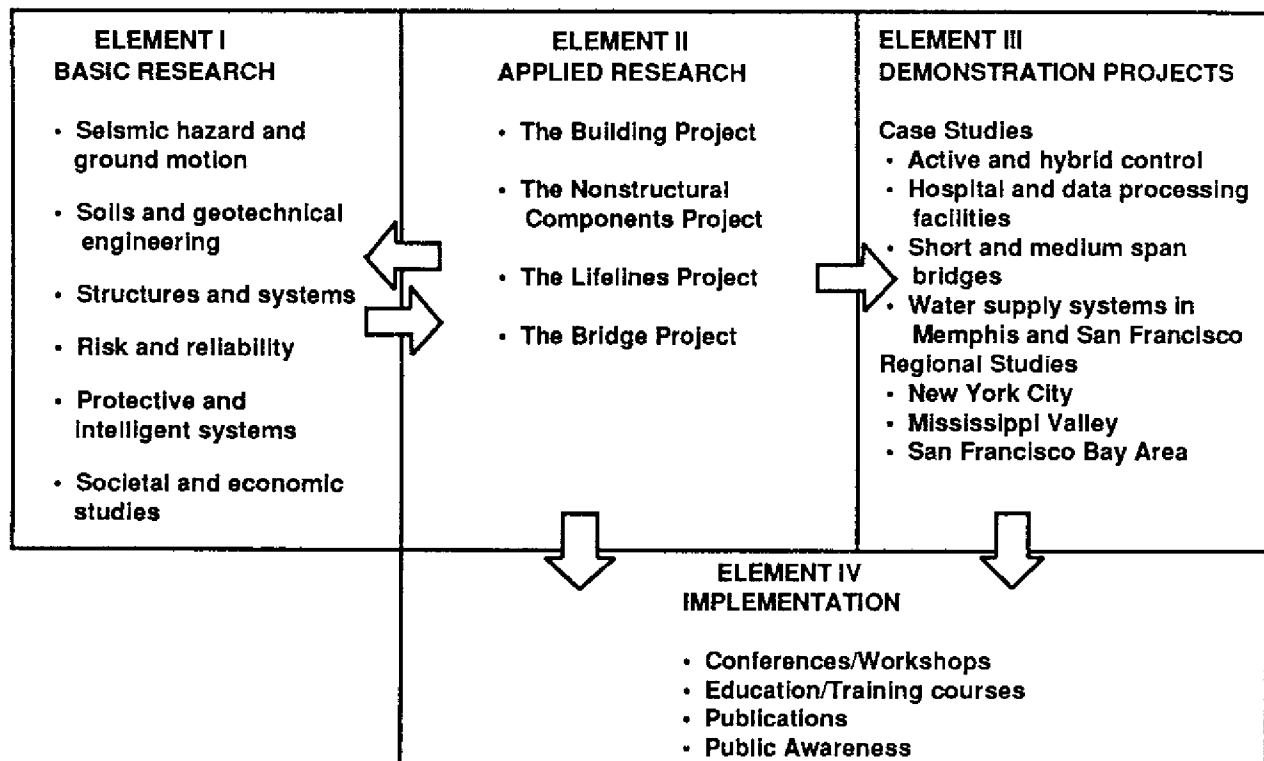 ELEMENT I
BASIC RESEARCH
• Seismic hazard and
ground motion
• Soils and geotechnical
engineering
• Structures and systems
• Risk and reliability
• Protective and
intelligent systems
• Societal and economic
studies
ELEMENT II
APPLIED RESEARCH
• The Building Project
• The Nonstructural
Components Project
• The Lifelines Project
• The Bridge Project
ELEMENT III
DEMONSTRATION PROJECTS
Case Studies
• Active and hybrid control
• Hospital and data processing
facilities
• Short and medium span
bridges
• Water supply systems in
Memphis and San Francisco
Regional Studies
• New York City
• Mississippi Valley
• San Francisco Bay Area
ELEMENT IV
IMPLEMENTATION
• Conferences/Workshops
• Education/Training courses
• Publications
• Public Awareness